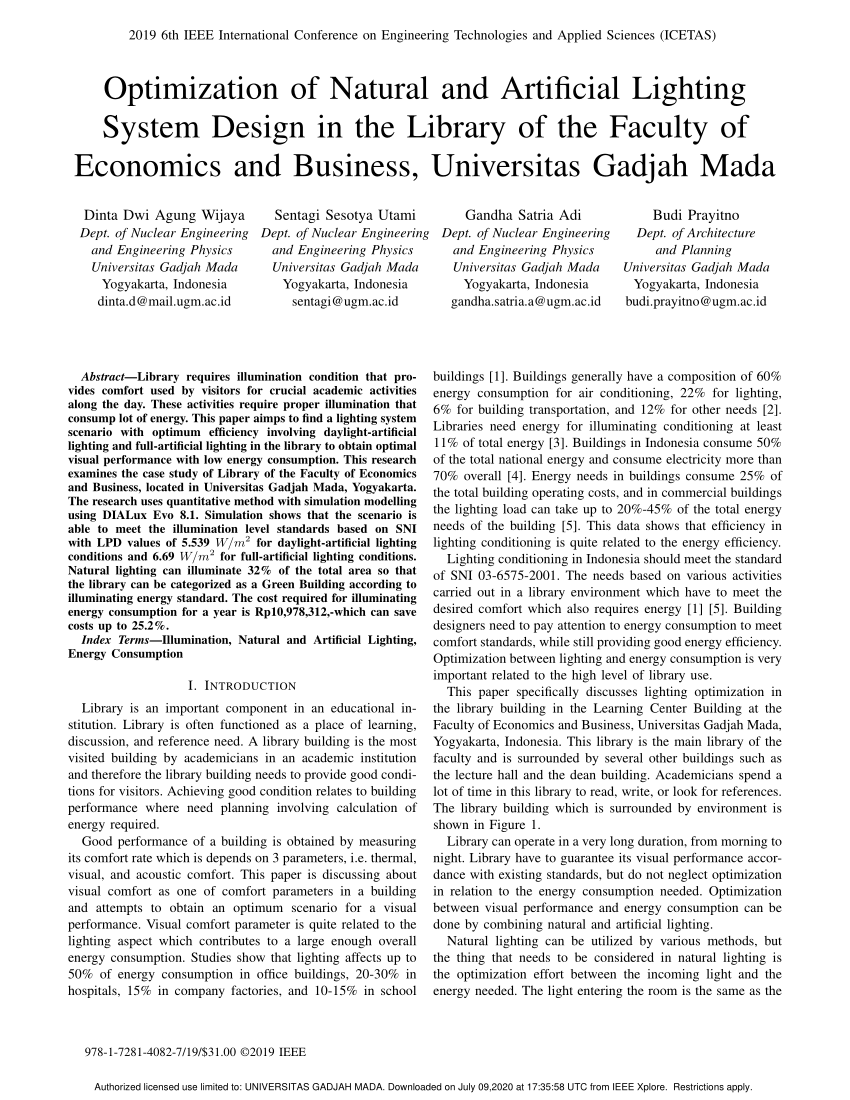 2019 6th IEEE International Conference on Engineering Technologies and Applied Sciences (ICETAS)
Optimization of Natural and Artificial Lighting
System Design in the Library of the Faculty of
Economics and Business, Universitas Gadjah Mada
Dinta Dwi Agung Wijaya
Dept. of Nuclear Engineering
and Engineering Physics
Universitas Gadjah Mada
Yogyakarta, Indonesia
dinta.d@mail.ugm.ac.id
Sentagi Sesotya Utami
Dept. of Nuclear Engineering
and Engineering Physics
Universitas Gadjah Mada
Yogyakarta, Indonesia
sentagi@ugm.ac.id
Gandha Satria Adi
Dept. of Nuclear Engineering
and Engineering Physics
Universitas Gadjah Mada
Yogyakarta, Indonesia
gandha.satria.a@ugm.ac.id
Budi Prayitno
Dept. of Architecture
and Planning
Universitas Gadjah Mada
Yogyakarta, Indonesia
budi.prayitno@ugm.ac.id
Abstract—Library requires illumination condition that pro-
vides comfort used by visitors for crucial academic activities
along the day. These activities require proper illumination that
consump lot of energy. This paper aims to find a lighting system
scenario with optimum efficiency involving daylight-artificial
lighting and full-artificial lighting in the library to obtain optimal
visual performance with low energy consumption. This research
examines the case study of Library of the Faculty of Economics
and Business, located in Universitas Gadjah Mada, Yogyakarta.
The research uses quantitative method with simulation modelling
using DIALux Evo 8.1. Simulation shows that the scenario is
able to meet the illumination level standards based on SNI
with LPD values of 5.539 W/m² for daylight-artificial lighting
conditions and 6.69 W/m² for full-artificial lighting conditions.
Natural lighting can illuminate 32% of the total area so that
the library can be categorized as a Green Building according to
illuminating energy standard. The cost required for illuminating
energy consumption for a year is Rp10,978,312,-which can save
costs up to 25.2%.
Index Terms—Illumination, Natural and Artificial Lighting,
Energy Consumption
I. INTRODUCTION
Library is an important component in an educational in-
stitution. Library is often functioned as a place of learning,
discussion, and reference need. A library building is the most
visited building by academicians in an academic institution
and therefore the library building needs to provide good condi-
tions for visitors. Achieving good condition relates to building
performance where need planning involving calculation of
energy required.
Good performance of a building is obtained by measuring
its comfort rate which is depends on 3 parameters, i.e. thermal,
visual, and acoustic comfort. This paper is discussing about
visual comfort as one of comfort parameters in a building
and attempts to obtain an optimum scenario for a visual
performance. Visual comfort parameter is quite related to the
lighting aspect which contributes to a large enough overall
energy consumption. Studies show that lighting affects up to
50% of energy consumption in office buildings, 20-30% in
hospitals, 15% in company factories, and 10-15% in school
buildings [1]. Buildings generally have a composition of 60%
energy consumption for air conditioning, 22% for lighting,
6% for building transportation, and 12% for other needs [2].
Libraries need energy for illuminating conditioning at least
11% of total energy [3]. Buildings in Indonesia consume 50%
of the total national energy and consume electricity more than
70% overall [4]. Energy needs in buildings consume 25% of
the total building operating costs, and in commercial buildings
the lighting load can take up to 20%-45% of the total energy
needs of the building [5]. This data shows that efficiency in
lighting conditioning is quite related to the energy efficiency.
Lighting conditioning in Indonesia should meet the standard
of SNI 03-6575-2001. The needs based on various activities
carried out in a library environment which have to meet the
desired comfort which also requires energy [1] [5]. Building
designers need to pay attention to energy consumption to meet
comfort standards, while still providing good energy efficiency.
Optimization between lighting and energy consumption is very
important related to the high level of library use.
This paper specifically discusses lighting optimization in
the library building in the Learning Center Building at the
Faculty of Economics and Business, Universitas Gadjah Mada,
Yogyakarta, Indonesia. This library is the main library of the
faculty and is surrounded by several other buildings such as
the lecture hall and the dean building. Academicians spend a
lot of time in this library to read, write, or look for references.
The library building which is surrounded by environment is
shown in Figure 1.
Library can operate in a very long duration, from morning to
night. Library have to guarantee its visual performance accor-
dance with existing standards, but do not neglect optimization
in relation to the energy consumption needed. Optimization
between visual performance and energy consumption can be
done by combining natural and artificial lighting.
Natural lighting can be utilized by various methods, but
the thing that needs to be considered in natural lighting is
the optimization effort between the incoming light and the
energy needed. The light entering the room is the same as the
978-1-7281-4082-7/19/$31.00 ©2019 IEEE
Authorized licensed use limited to: UNIVERSITAS GADJAH MADA. Downloaded on July 09,2020 at 17:35:58 UTC from IEEE Xplore. Restrictions apply.